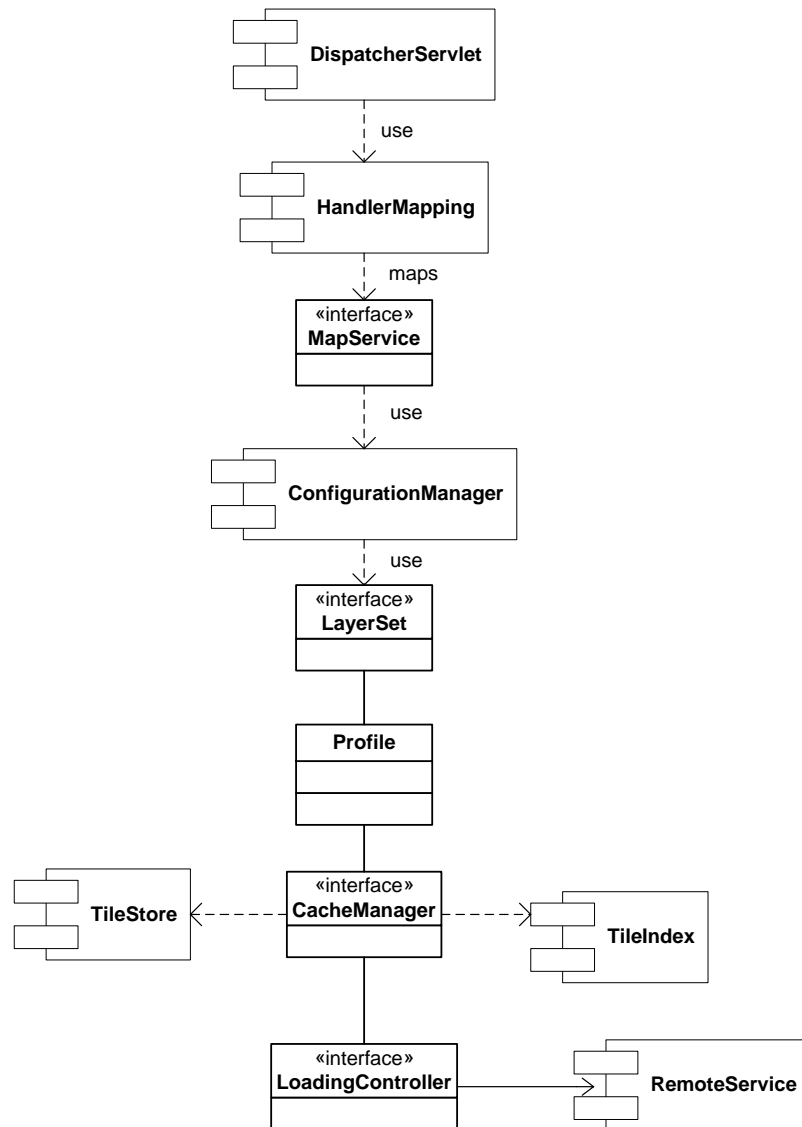 DispatcherServlet
use
HandlerMapping
maps
«interface»
MapService
use
ConfigurationManager
use
«interface»
LayerSet
Profile
«interface»
CacheManager
TileStore
TileIndex
«interface»
LoadingController
RemoteService